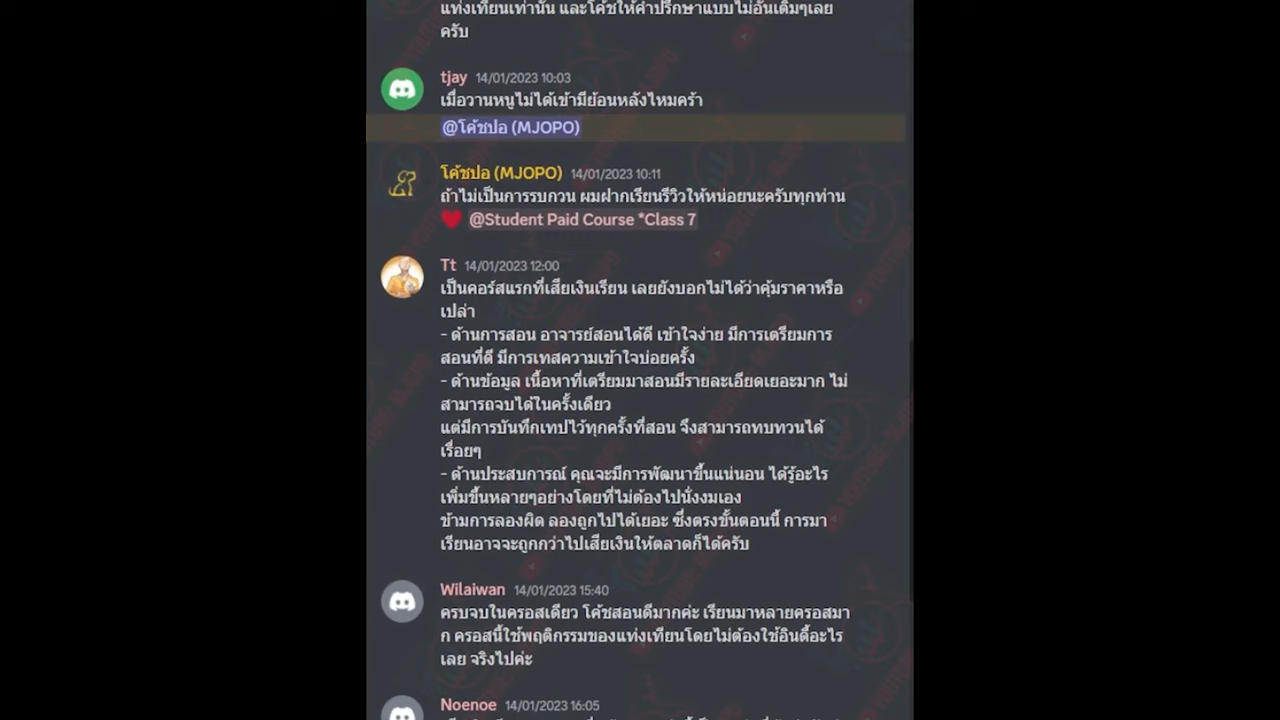 แท่งเทียนเท่านั้น และโค้ชให้คำปรึกษาแบบไม่อั้นเต็มๆเลย
ครับ
tjay 14/01/2023 10:03
เมื่อวานหนูไม่ได้เข้ามีย้อนหลังไหมคร้า
@โค้ชปอ (MJOPO)
โค้ชปอ (MJOPO) 14/01/2023 10:11
ถ้าไม่เป็นการรบกวน ผมฝากเรียนรีวิวให้หน่อยนะครับทุกท่าน
❤️ @Student Paid Course *Class 7
Tt 14/01/2023 12:00
เป็นคอร์สแรกที่เสียเงินเรียน เลยยังบอกไม่ได้ว่าคุ้มราคาหรือ
เปล่า
- ด้านการสอน อาจารย์สอนได้ดี เข้าใจง่าย มีการเตรียมการ
สอนที่ดี มีการเทสความเข้าใจบ่อยครั้ง
- ด้านข้อมูล เนื้อหาที่เตรียมมาสอนมีรายละเอียดเยอะมาก ไม่
สามารถจบได้ในครั้งเดียว
แต่มีการบันทึกเทปไว้ทุกครั้งที่สอน จึงสามารถทบทวนได้
เรื่อยๆ
- ด้านประสบการณ์ คุณจะมีการพัฒนาขึ้นแน่นอน ได้รู้อะไร
เพิ่มขึ้นหลายๆอย่างโดยที่ไม่ต้องไปนั่งงมเอง
ข้ามการลองผิด ลองถูกไปได้เยอะ ซึ่งตรงขั้นตอนนี้ การมา
เรียนอาจจะถูกกว่าไปเสียเงินให้ตลาดก็ได้ครับ
Wilaiwan 14/01/2023 15:40
ครบจบในครอสเดียว โค้ชสอนดีมากค่ะ เรียนมาหลายครอสมา
ก ครอสนี้ใช้พฤติกรรมของแท่งเทียนโดยไม่ต้องใช้อินดี้อะไร
เลย จริงไปค่ะ
Noenoe 14/01/2023 16:05